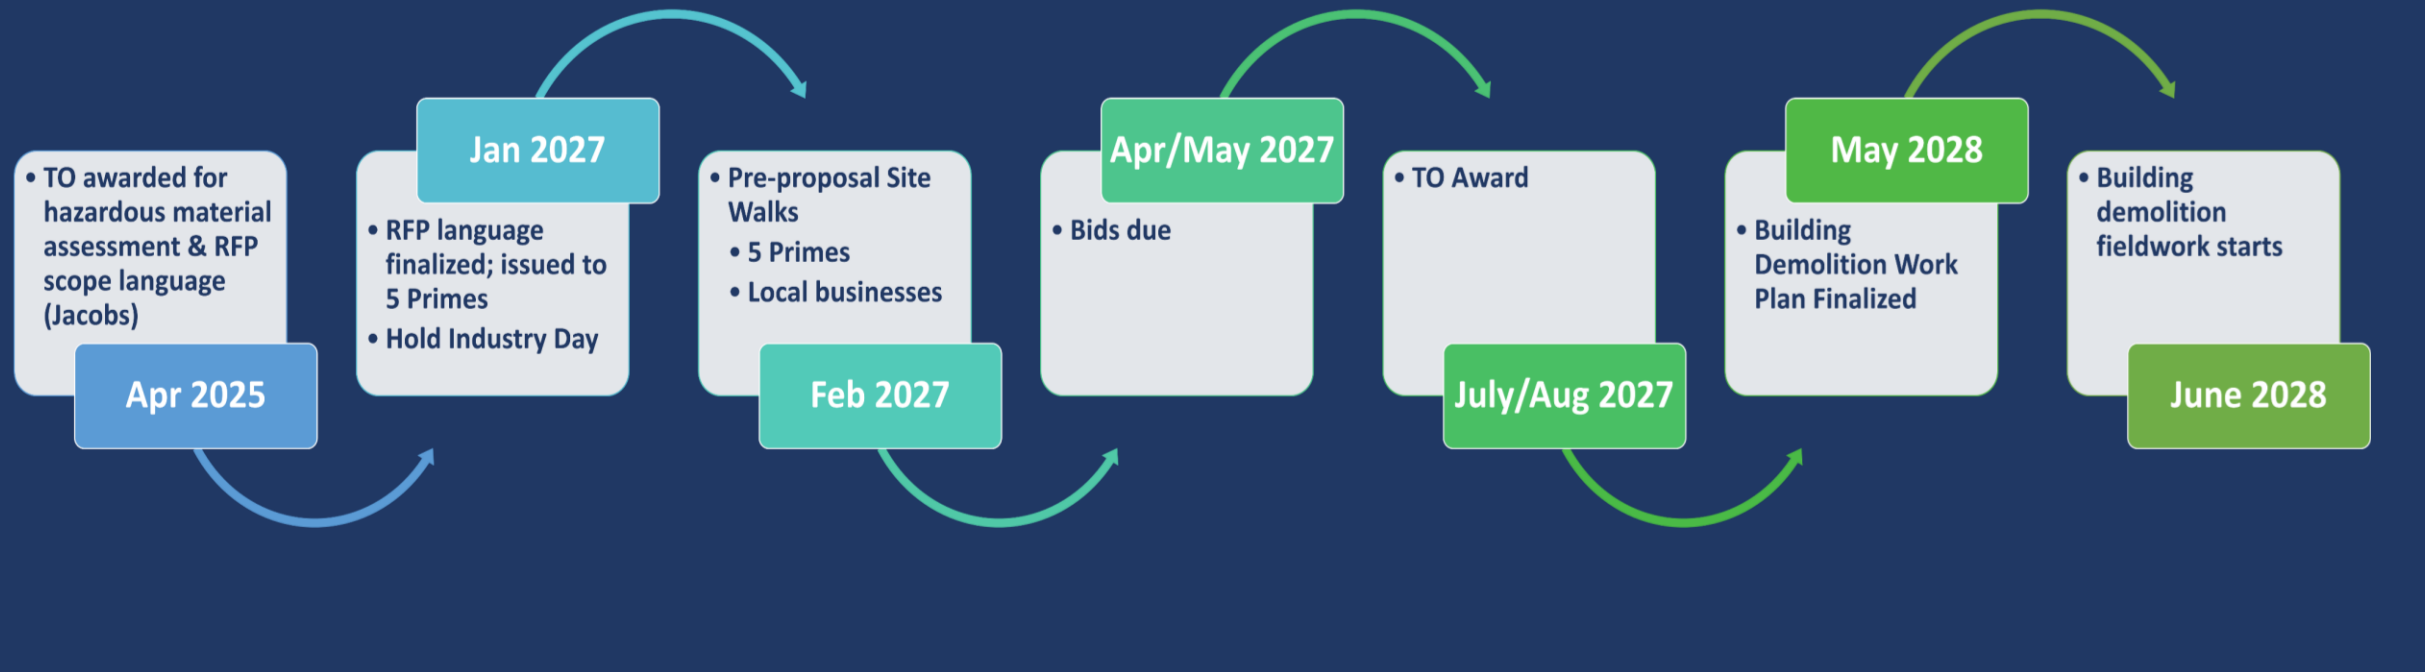 • TO awarded for
hazardous material
assessment & RFP
scope language
(Jacobs)
Apr 2025
Jan 2027
• RFP language
finalized; issued to
5 Primes
• Hold Industry Day
• Pre-proposal Site
Walks
• 5 Primes
• Local businesses
Feb 2027
Apr/May 2027
• Bids due
• TO Award
July/Aug 2027
May 2028
• Building
Demolition Work
Plan Finalized
• Building
demolition
fieldwork starts
June 2028